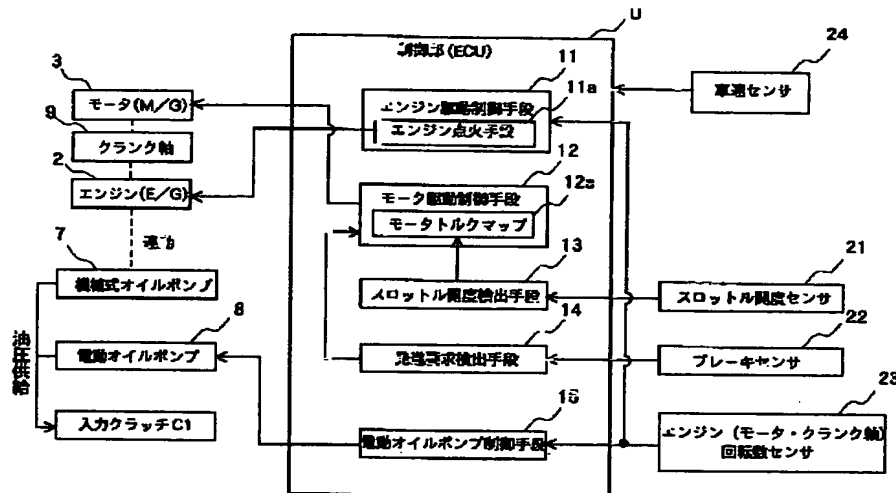 U
制御部(ECU)
24
車速センサ
3
モータ(M/G)
9
クランク軸
2
エンジン(E/G)
11
エンジン駆動制御手段
11a
エンジン点火手段
12
モータ駆動制御手段
12a
モータトルクマップ
連動
7
機械式オイルポンプ
13
スロットル開度検出手段
21
スロットル開度センサ
8
電動オイルポンプ
14
発進要求検出手段
22
ブレーキセンサ
油圧供給
入力クラッチC1
15
電動オイルポンプ制御手段
23
エンジン(モータ・クランク軸)
回転数センサ